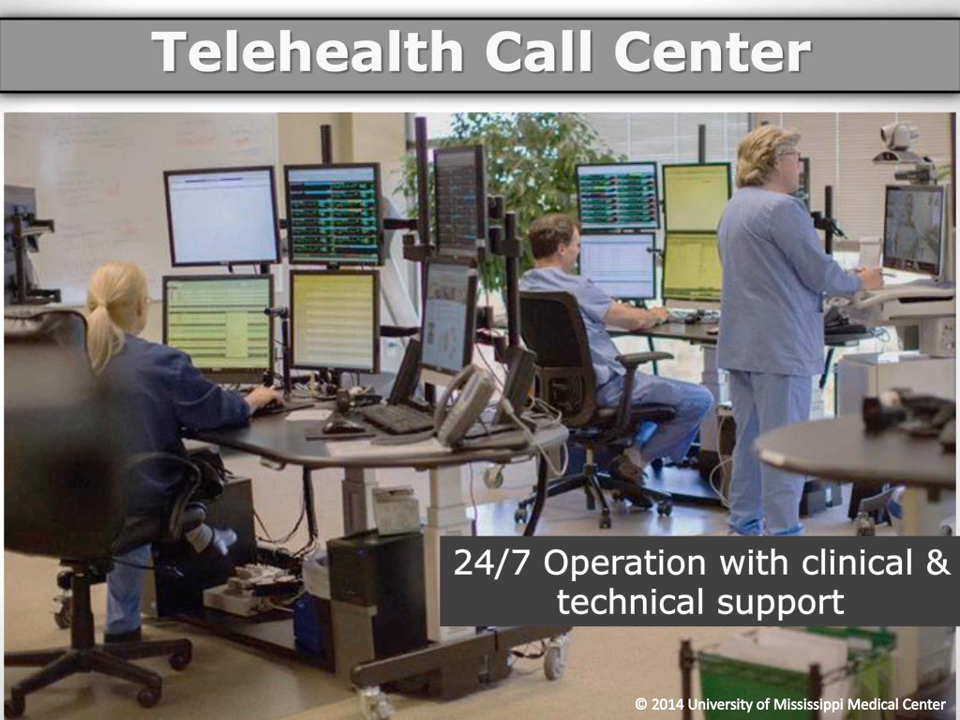 Telehealth Call Center
24/7 Operation with clinical &
technical support
© 2014 University of Mississippi Medical Center